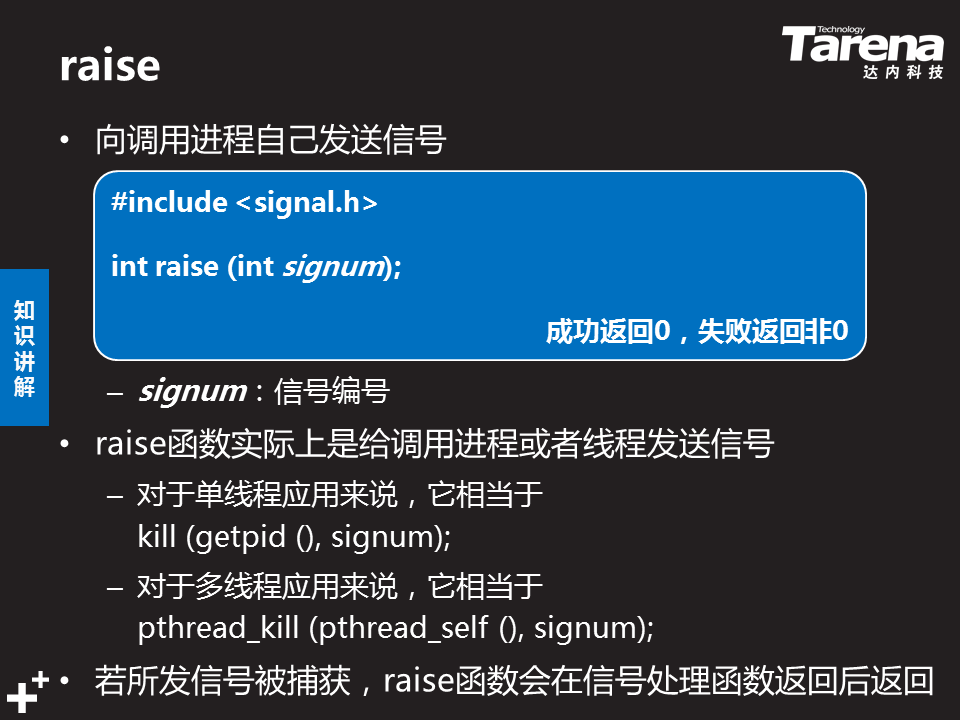 Technology
Tarena
达内科技
raise
• 向调用进程自己发送信号
#include <signal.h>
int raise (int signum);
成功返回0，失败返回非0
知识讲解
– signum：信号编号
• raise函数实际上是给调用进程或者线程发送信号
– 对于单线程应用来说，它相当于
kill (getpid (), signum);
– 对于多线程应用来说，它相当于
pthread_kill (pthread_self (), signum);
• 若所发信号被捕获，raise函数会在信号处理函数返回后返回